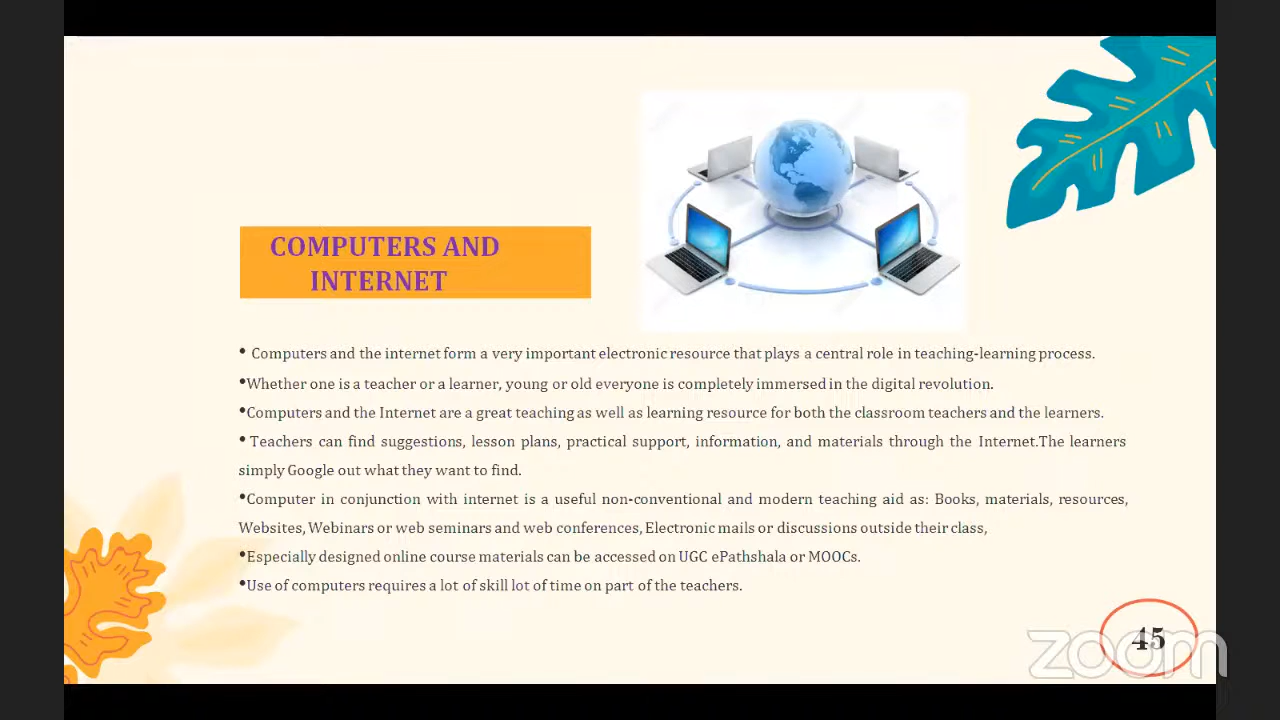 COMPUTERS AND
INTERNET
• Computers and the internet form a very important electronic resource that plays a central role in teaching-learning process.
•Whether one is a teacher or a learner, young or old everyone is completely immersed in the digital revolution.
•Computers and the Internet are a great teaching as well as learning resource for both the classroom teachers and the learners.
• Teachers can find suggestions, lesson plans, practical support, information, and materials through the Internet.The learners
simply Google out what they want to find.
•Computer in conjunction with internet is a useful non-conventional and modern teaching aid as: Books, materials, resources,
Websites, Webinars or web seminars and web conferences, Electronic mails or discussions outside their class,
•Especially designed online course materials can be accessed on UGC ePathshala or MOOCs.
•Use of computers requires a lot of skill lot of time on part of the teachers.
45
zoom